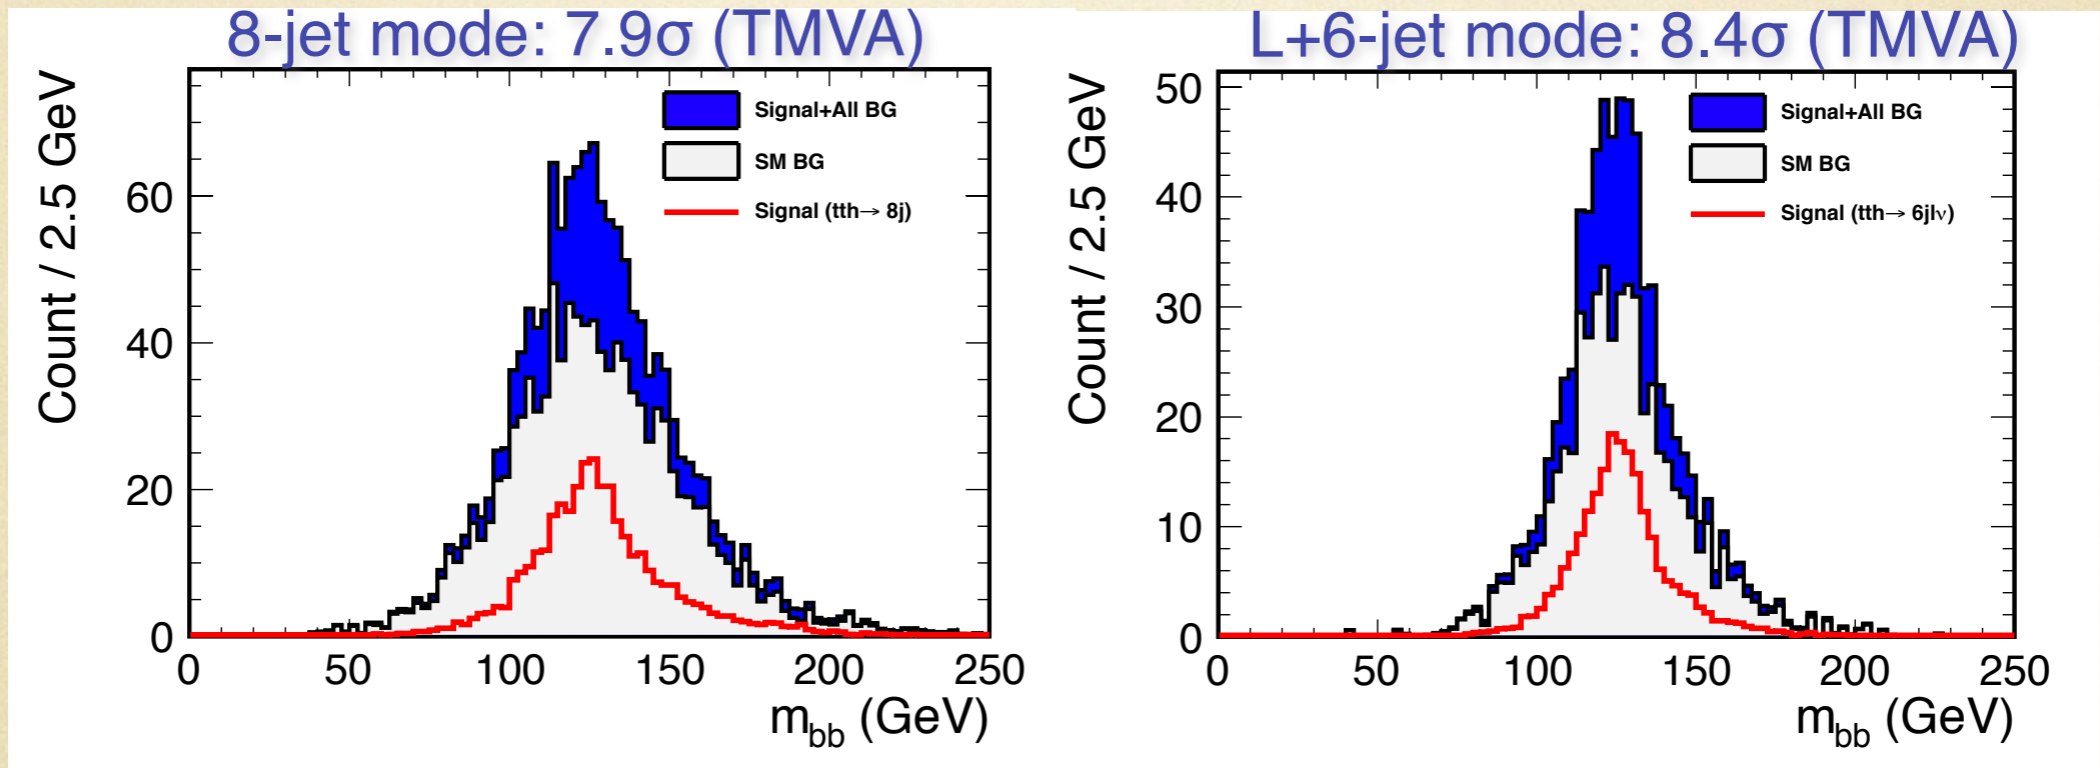 8-jet mode: 7.9σ (TMVA)
Count / 2.5 GeV
60
40
20
0
0 50 100 150 200 250
m_bb (GeV)
Signal+All BG
SM BG
Signal (tth→ 8j)
L+6-jet mode: 8.4σ (TMVA)
Count / 2.5 GeV
50
40
30
20
10
0
0 50 100 150 200 250
m_bb (GeV)
Signal+All BG
SM BG
Signal (tth→ 6jlν)